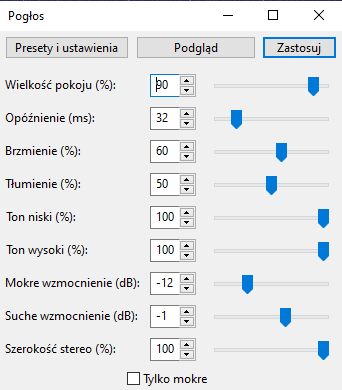 Pogłos
Presety i ustawienia Podgląd Zastosuj
Wielkość pokoju (%): 90
Opóźnienie (ms): 32
Brzmienie (%): 60
Tłumienie (%): 50
Ton niski (%): 100
Ton wysoki (%): 100
Mokre wzmocnienie (dB): -12
Suche wzmocnienie (dB): -1
Szerokość stereo (%): 100
Tylko mokre